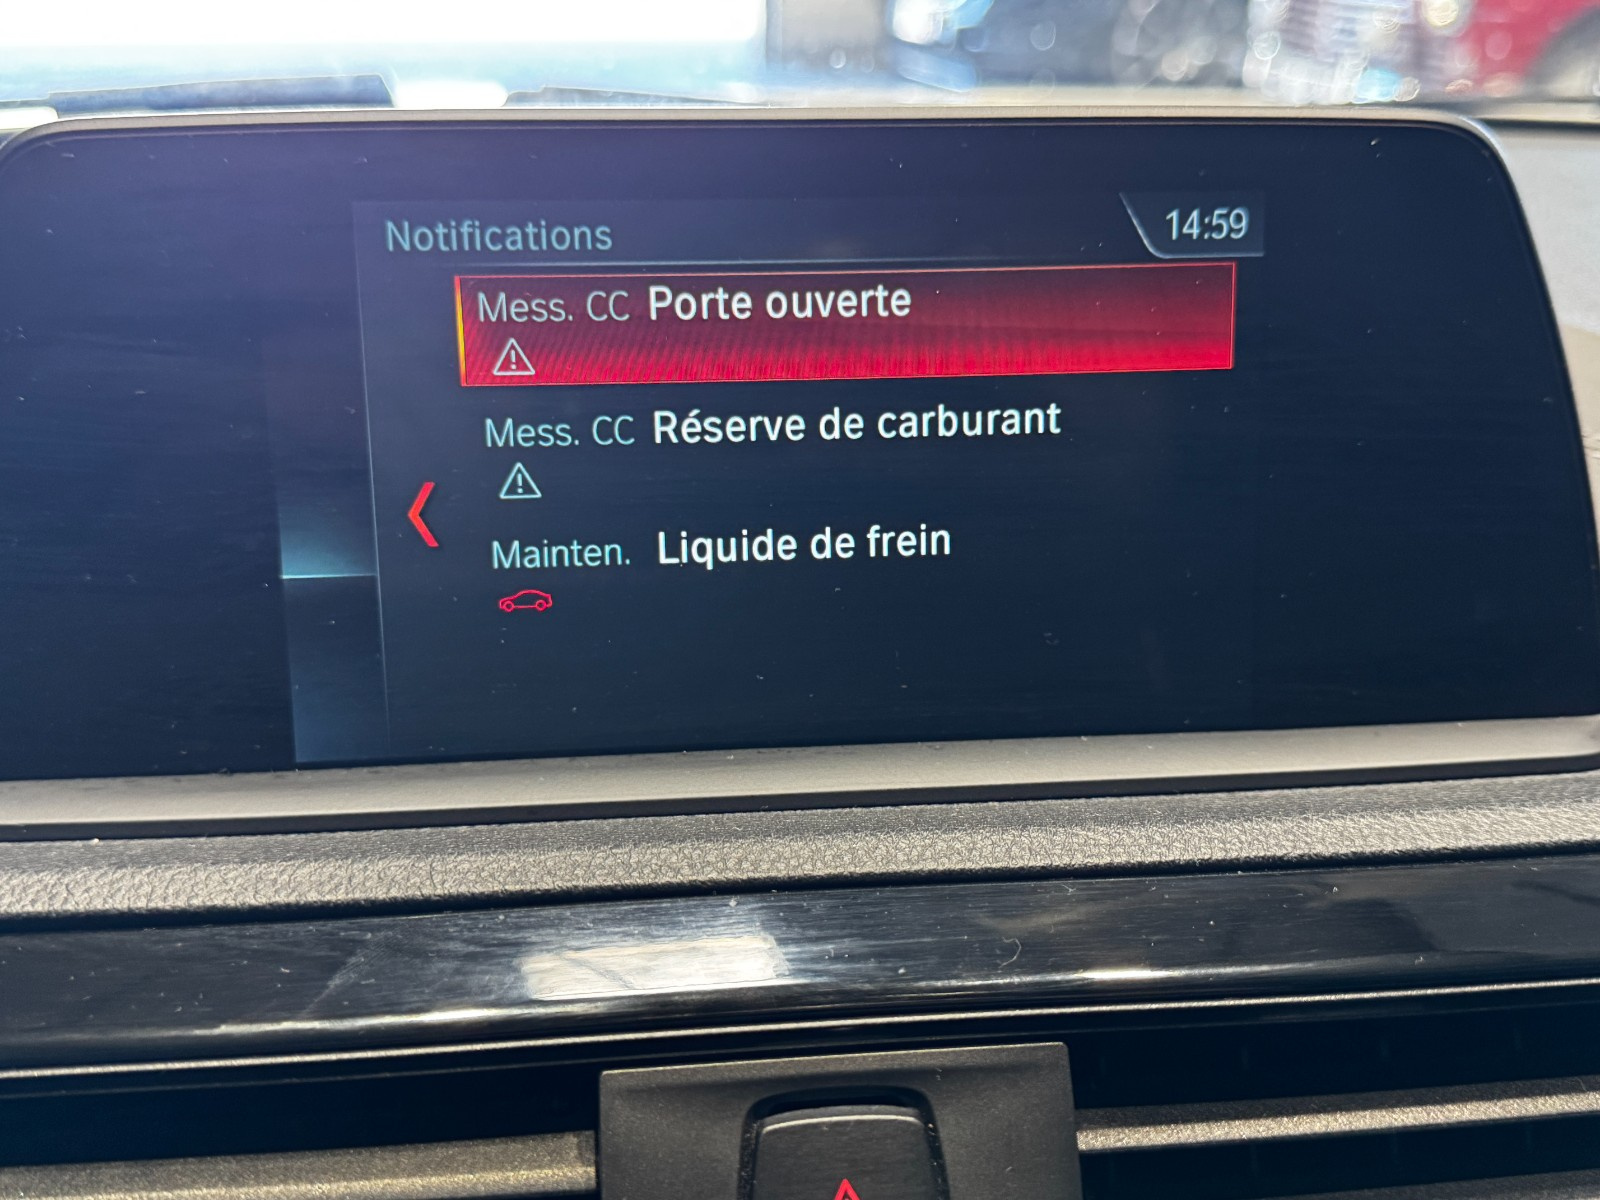 Notifications
14:59
Mess. CC Porte ouverte
Mess. CC Réserve de carburant
Mainten. Liquide de frein